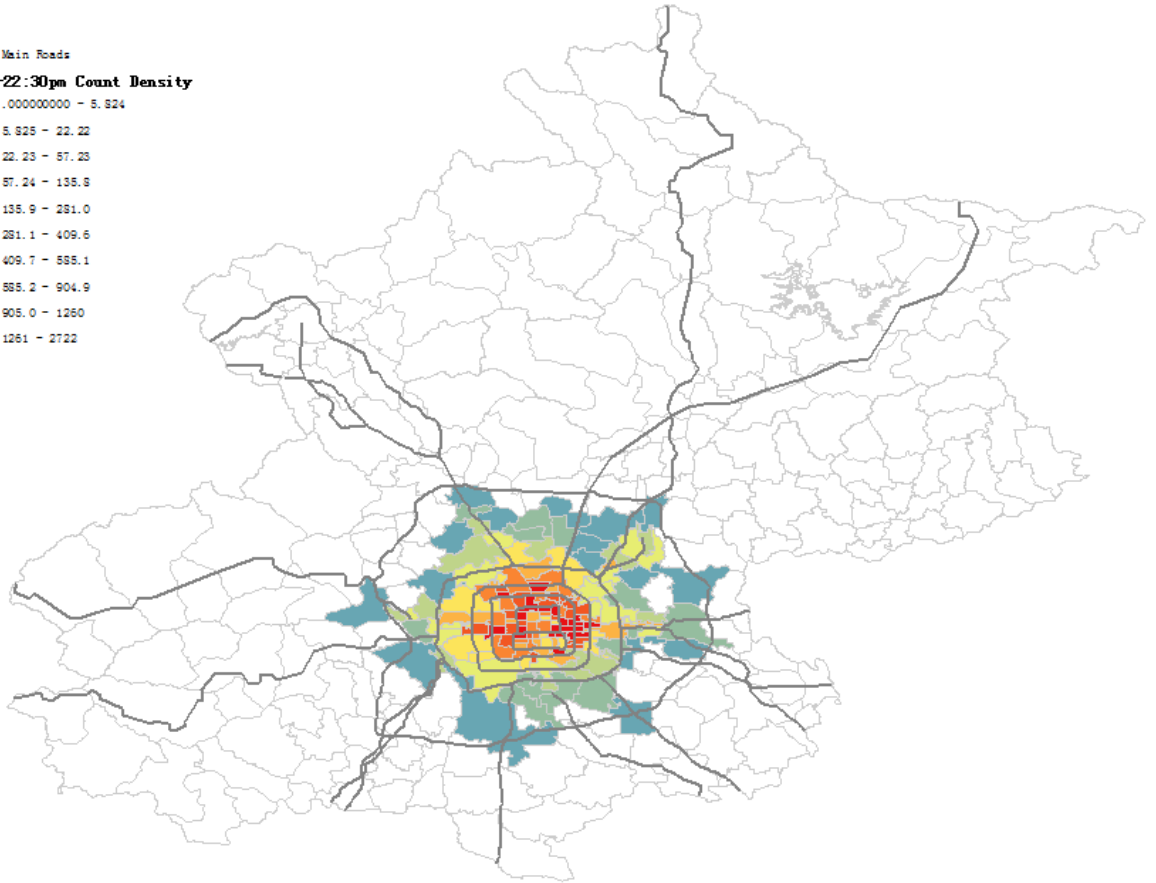 Main Roads
-22:30pm Count Density
.000000000 - 5.824
5.825 - 22.22
22.23 - 57.23
57.24 - 135.8
135.9 - 281.0
281.1 - 409.6
409.7 - 585.1
585.2 - 904.9
905.0 - 1260
1261 - 2722